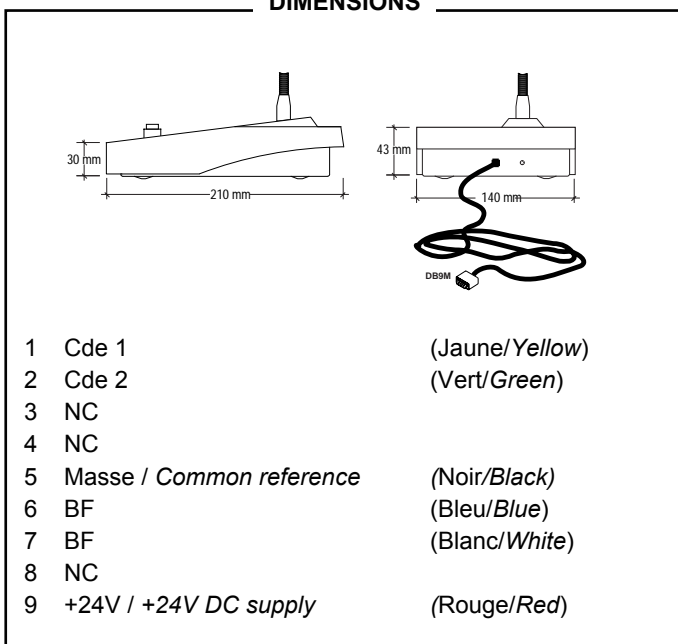 DIMENSIONS
30 mm
210 mm
43 mm
140 mm
DB9M
1 Cde 1 (Jaune/Yellow)
2 Cde 2 (Vert/Green)
3 NC
4 NC
5 Masse / Common reference (Noir/Black)
6 BF (Bleu/Blue)
7 BF (Blanc/White)
8 NC
9 +24V / +24V DC supply (Rouge/Red)